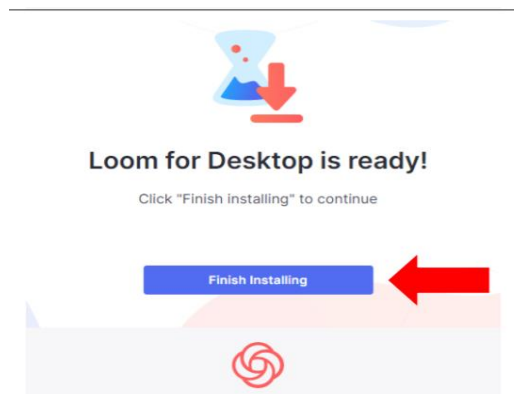 Loom for Desktop is ready!
Click "Finish installing" to continue
Finish Installing